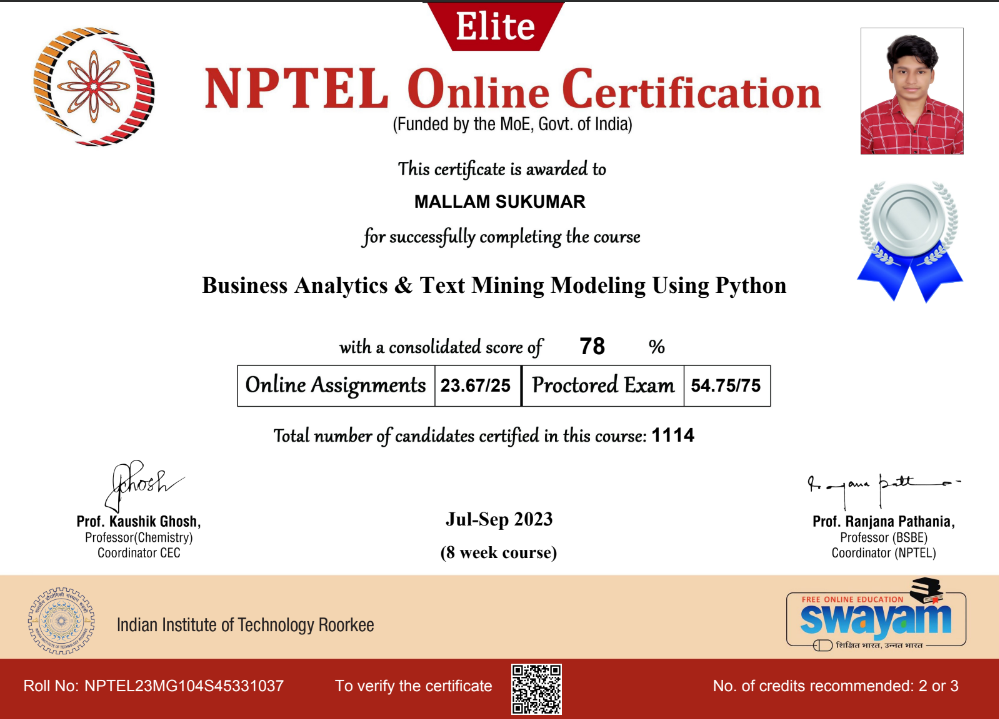 Elite
NPTEL Online Certification
(Funded by the MoE, Govt. of India)
This certificate is awarded to
MALLAM SUKUMAR
for successfully completing the course
Business Analytics & Text Mining Modeling Using Python
with a consolidated score of 78 %
Online Assignments 23.67/25 Proctored Exam 54.75/75
Total number of candidates certified in this course: 1114
Prof. Kaushik Ghosh,
Professor(Chemistry)
Coordinator CEC
Jul-Sep 2023
(8 week course)
Prof. Ranjana Pathania,
Professor (BSBE)
Coordinator (NPTEL)
Indian Institute of Technology Roorkee
FREE ONLINE EDUCATION
swayam
शिक्षित भारत, उन्नत भारत
Roll No: NPTEL23MG104S45331037
To verify the certificate
No. of credits recommended: 2 or 3